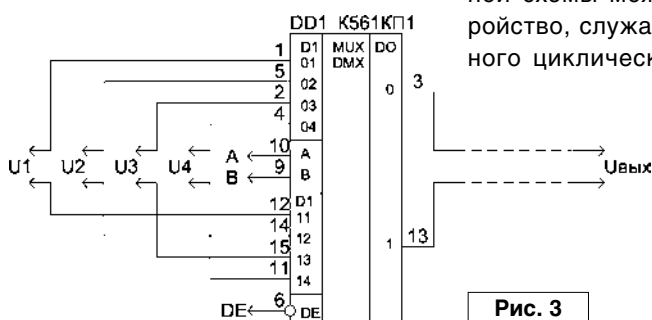 ной схемы мож
ройство, служа
ного циклическ
DD1 К561КП1
1 D1 MUX DO
01 DMX
5
02 0 3
2
03
4
04
10
U1 U2 U3 U4 A A Uвых
9
B B
12 D1
11
14
12 1 13
15
13
11
14
6
DE DE
Рис. 3